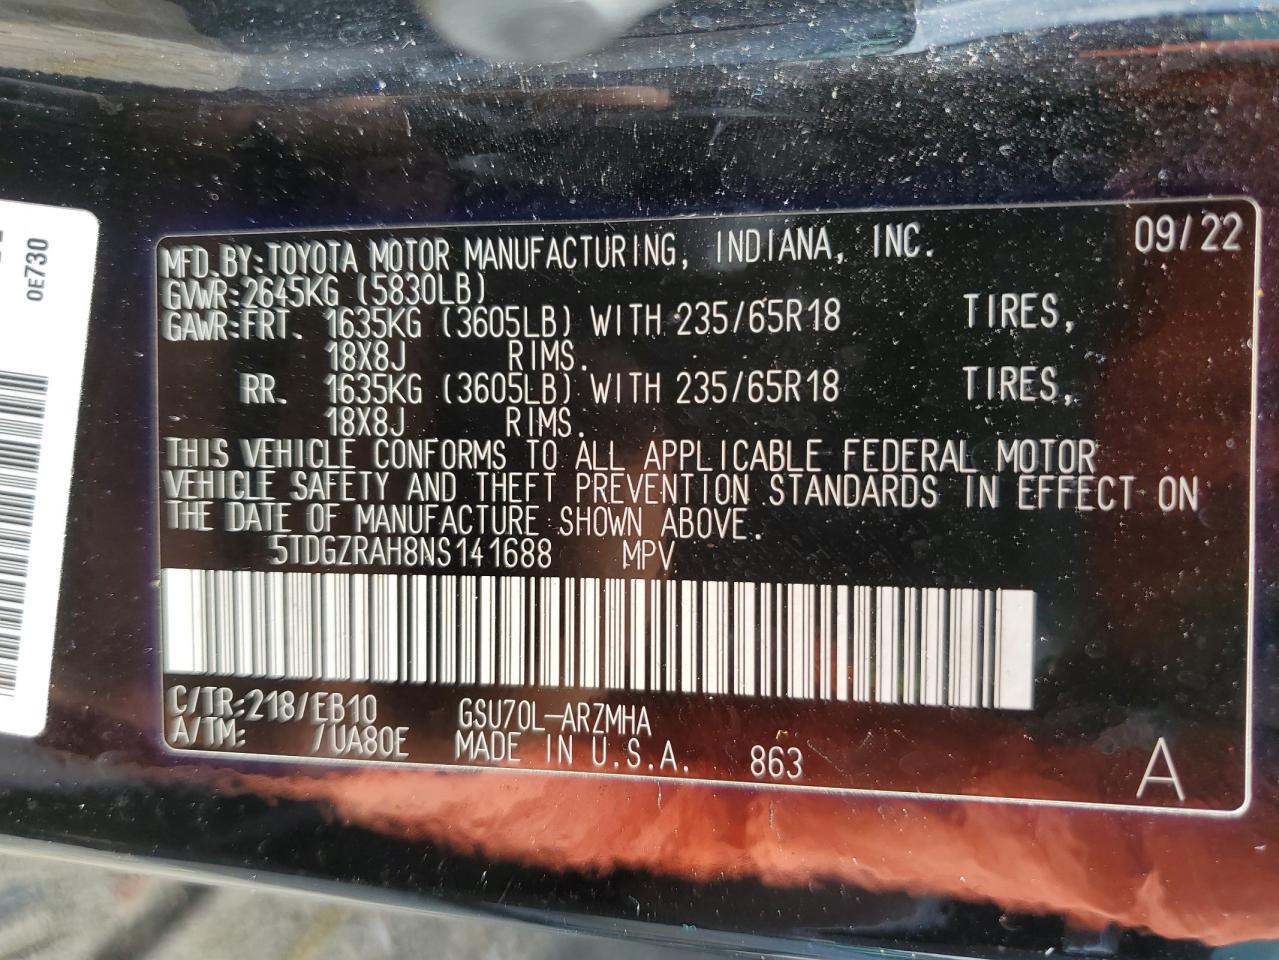 MFD.BY:TOYOTA MOTOR MANUFACTURING, INDIANA, INC. 09/22
GVWR:2645KG (5830LB)
GAWR:FRT. 1635KG (3605LB) WITH 235/65R18 TIRES,
18X8J RIMS.
RR. 1635KG (3605LB) WITH 235/65R18 TIRES,
18X8J RIMS.
THIS VEHICLE CONFORMS TO ALL APPLICABLE FEDERAL MOTOR
VEHICLE SAFETY AND THEFT PREVENTION STANDARDS IN EFFECT ON
THE DATE OF MANUFACTURE SHOWN ABOVE.
5TDGZRAH8NS141688 MPV
C/TR:218/EB10 GSU70L-ARZMHA
A/TM: /UA80E MADE IN U.S.A. 863 A
0E730